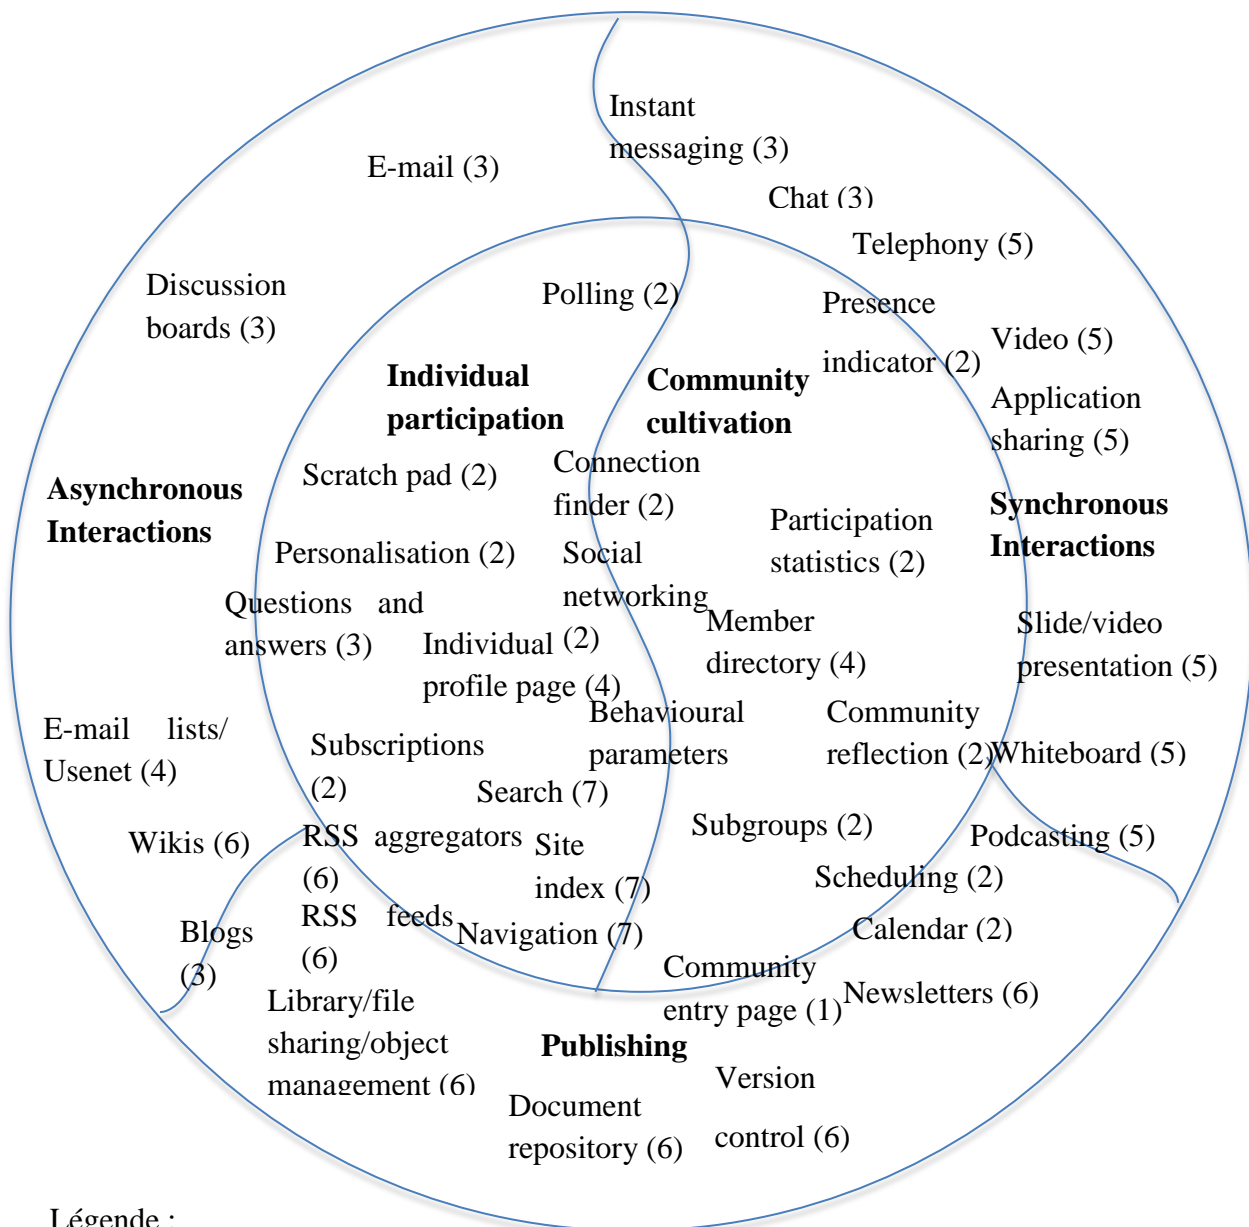 Instant
messaging (3)
E-mail (3)
Chat (3)
Telephony (5)
Discussion
boards (3)
Polling (2)
Presence
indicator (2)
Video (5)
Individual
participation
Community
cultivation
Application
sharing (5)
Scratch pad (2)
Connection
finder (2)
Asynchronous
Interactions
Synchronous
Interactions
Participation
statistics (2)
Personalisation (2)
Social
networking
(2)
Questions and
answers (3)
Individual
profile page (4)
Member
directory (4)
Slide/video
presentation (5)
E-mail lists/
Usenet (4)
Subscriptions
(2)
Behavioural
parameters
Community
reflection (2)
Whiteboard (5)
Search (7)
Wikis (6)
RSS aggregators
(6)
Site
index (7)
Subgroups (2)
Podcasting (5)
Scheduling (2)
Blogs
(3)
RSS feeds
(6)
Navigation (7)
Calendar (2)
Community
entry page (1)
Newsletters (6)
Library/file
sharing/object
management (6)
Publishing
Version
control (6)
Document
repository (6)
Légende :